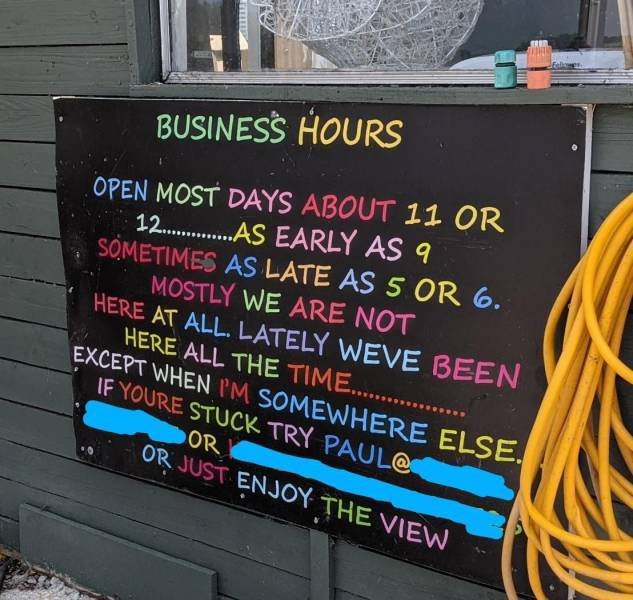 BUSINESS HOURS
OPEN MOST DAYS ABOUT 11 OR
12..............AS EARLY AS 9
SOMETIMES AS LATE AS 5 OR 6.
MOSTLY WE ARE NOT
HERE AT ALL. LATELY WEVE BEEN
HERE ALL THE TIME................
EXCEPT WHEN I'M SOMEWHERE ELSE.
IF YOURE STUCK TRY PAUL@
OR
OR JUST ENJOY THE VIEW